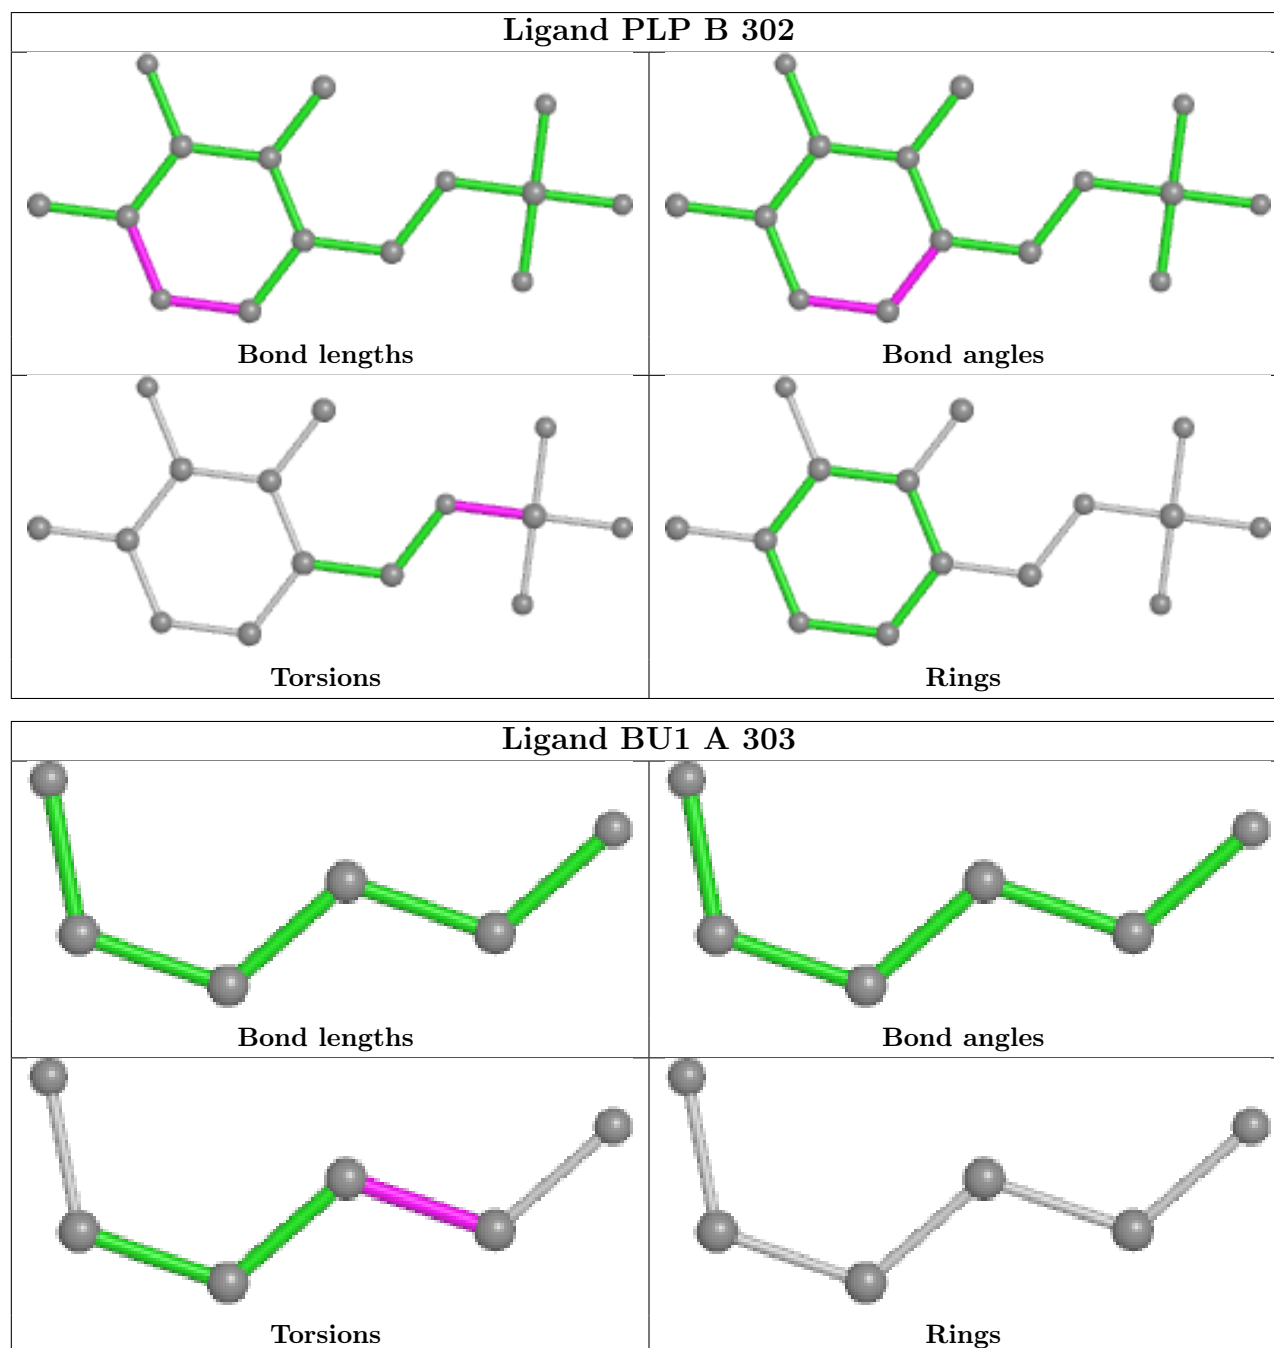 Ligand PLP B 302
Bond lengths
Bond angles
Torsions
Rings
Ligand BU1 A 303
Bond lengths
Bond angles
Torsions
Rings